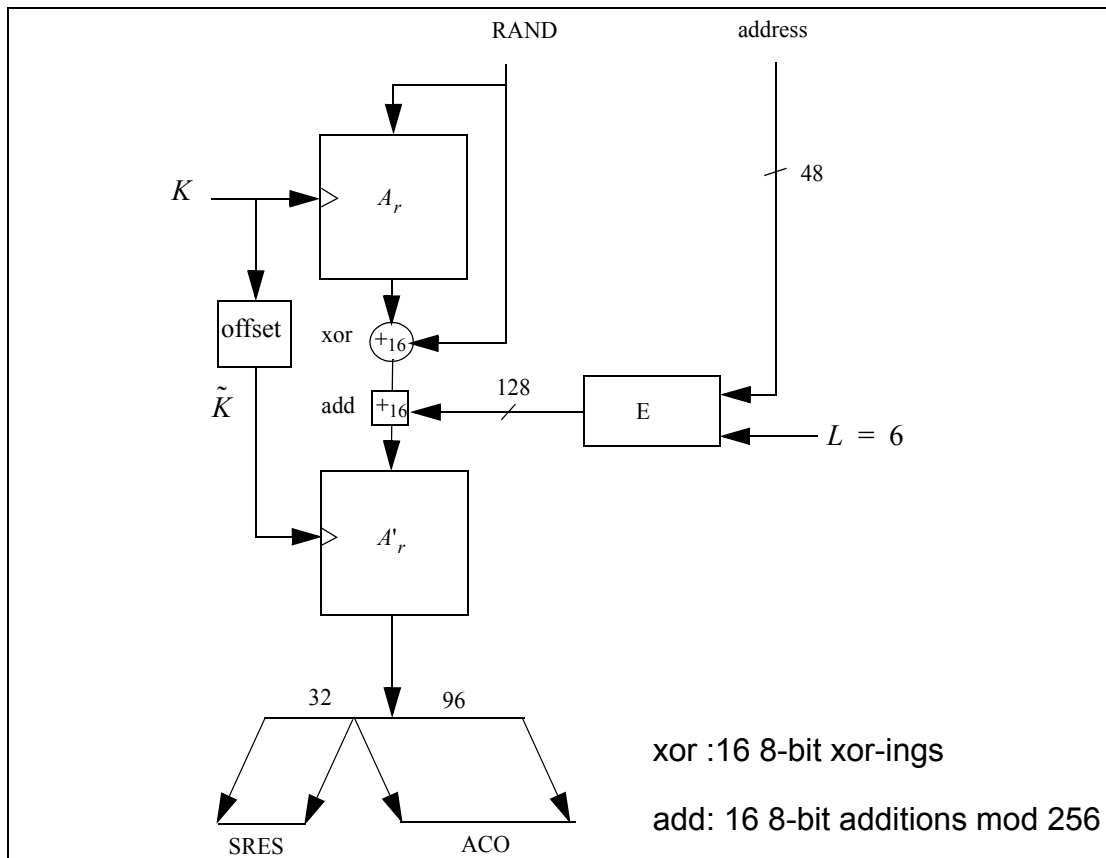 RAND
address
48
K
A_r
offset
xor
+16
K̃
add
+16
128
E
L = 6
A'_r
32
96
xor :16 8-bit xor-ings
add: 16 8-bit additions mod 256
SRES
ACO